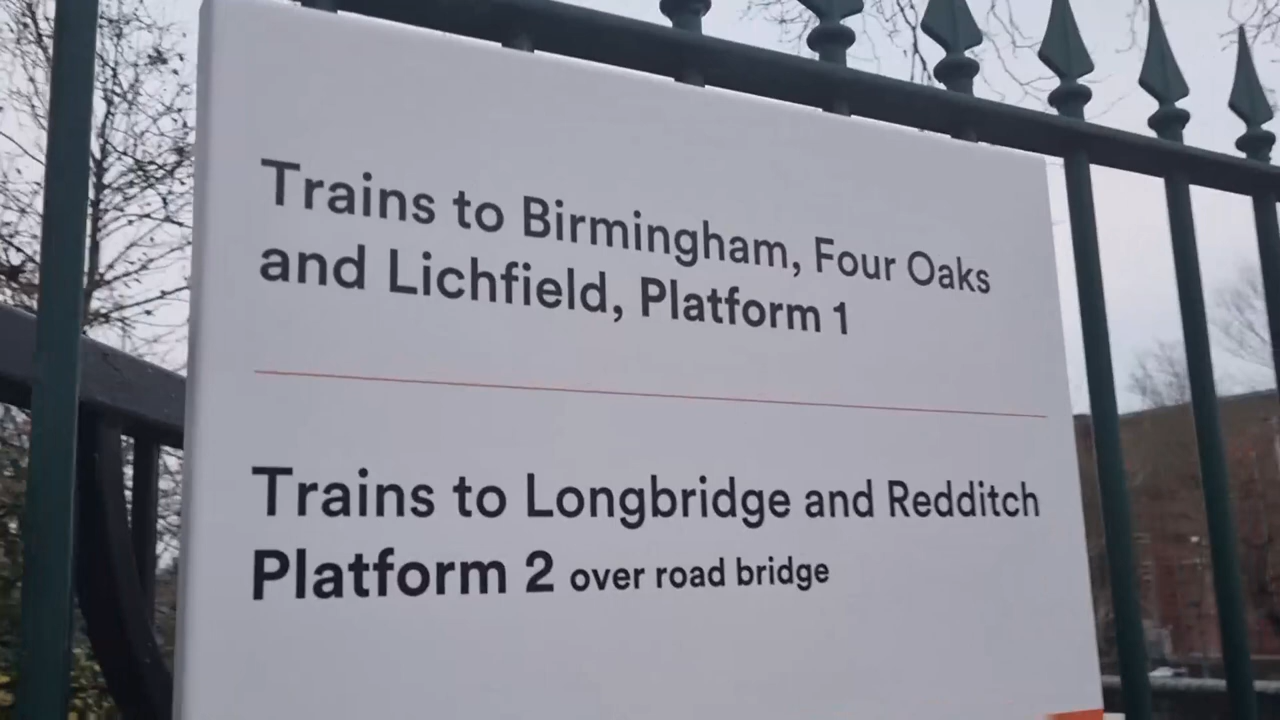 Trains to Birmingham, Four Oaks
and Lichfield, Platform 1
Trains to Longbridge and Redditch
Platform 2 over road bridge